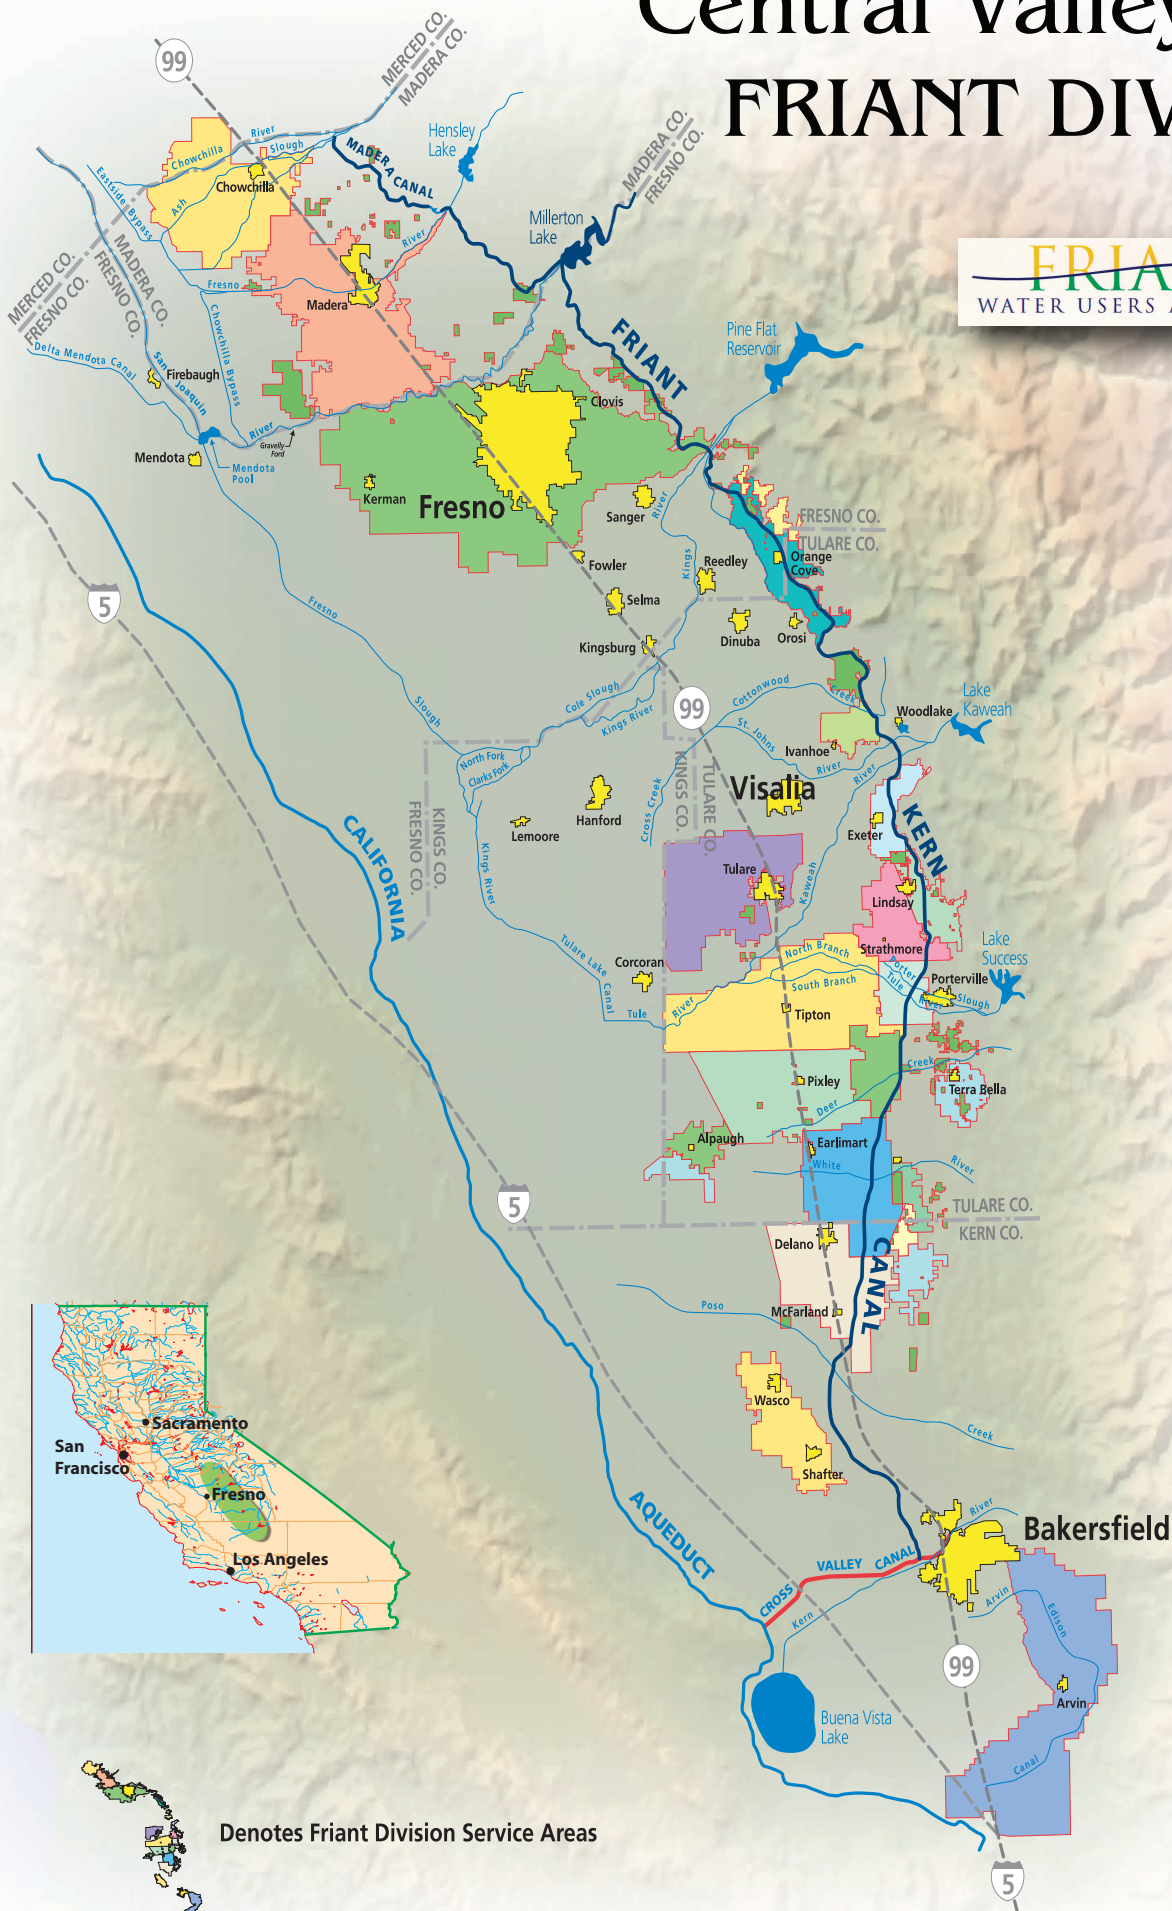 Central Valley
FRIANT DIV
FRIA
WATER USERS A
99
MERCED CO.
MADERA CO.
Hensley
Lake
MADERA CANAL
River
Slough
Chowchilla
Chowchilla
Ash
Eastside Bypass
MADERA CO.
FRESNO CO.
Millerton
Lake
River
MERCED CO.
FRESNO CO.
MADERA CO.
FRESNO CO.
Fresno
Madera
Chowchilla Bypass
Delta Mendota Canal
San Joaquin
Firebaugh
River
Gravelly
Ford
Mendota
Mendota
Pool
FRIANT
Pine Flat
Reservoir
Clovis
Kerman
Fresno
Sanger
River
FRESNO CO.
TULARE CO.
Orange
Cove
Fowler
Reedley
Kings
Selma
Dinuba
Orosi
Kingsburg
5
Fresno
Slough
Cole Slough
Kings River
99
Cottonwood
Creek
Lake
Kaweah
Woodlake
St. Johns
River
Ivanhoe
River
North Fork
Clarks Fork
KINGS CO.
TULARE CO.
Visalia
Cross Creek
Hanford
Lemoore
KINGS CO.
FRESNO CO.
CALIFORNIA
Kings River
Exeter
KERN
Tulare
Kaweah
Lindsay
Strathmore
Lake
Success
North Branch
South Branch
Porter
Slough
Tule
River
Porterville
Corcoran
Tulare Lake
Canal
Tule
River
Tipton
Creek
Pixley
Deer
Terra Bella
Alpaugh
Earlimart
White
River
5
TULARE CO.
KERN CO.
Delano
CANAL
McFarland
Poso
Creek
Wasco
Shafter
Sacramento
San
Francisco
Fresno
Los Angeles
AQUEDUCT
River
Bakersfield
CROSS
VALLEY
CANAL
Kern
Arvin
Edison
99
Arvin
Canal
Buena Vista
Lake
Denotes Friant Division Service Areas
5